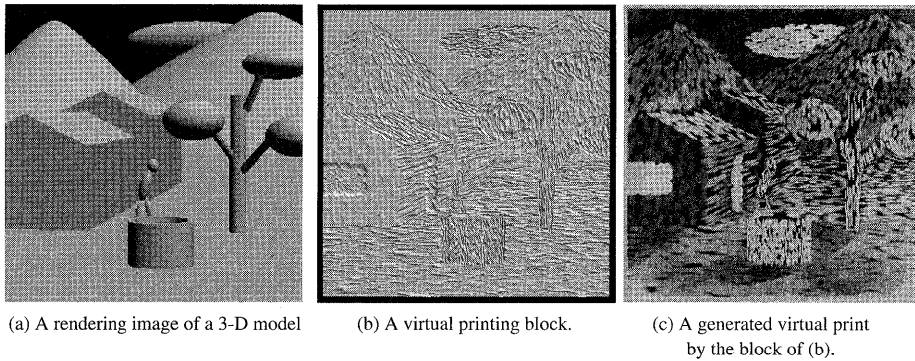 (a) A rendering image of a 3-D model
(b) A virtual printing block.
(c) A generated virtual print
by the block of (b).